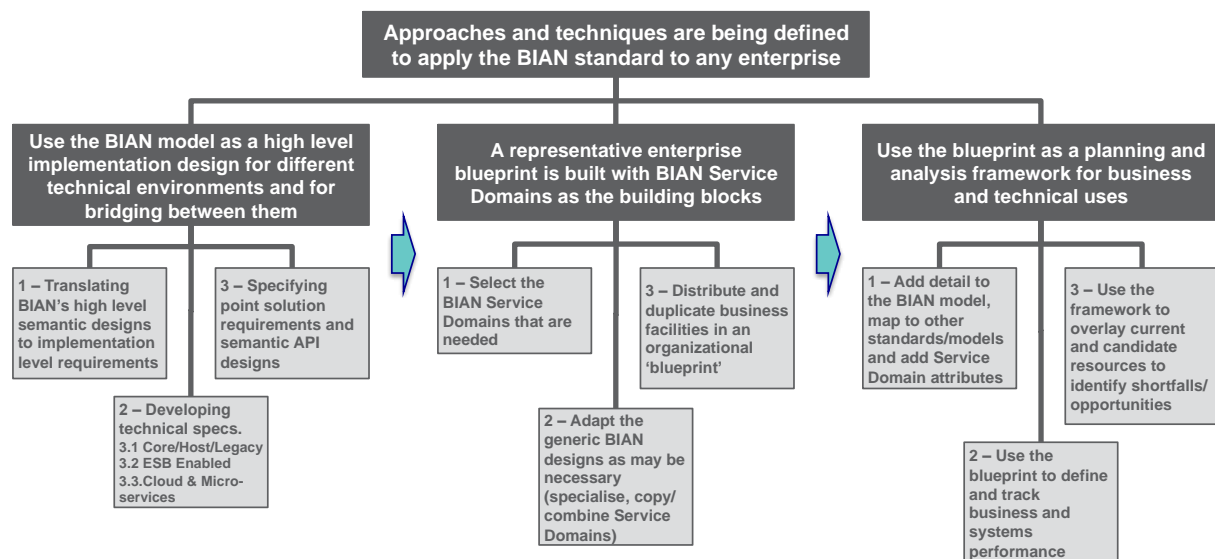 Approaches and techniques are being defined
to apply the BIAN standard to any enterprise
Use the BIAN model as a high level
implementation design for different
technical environments and for
bridging between them
1 – Translating
BIAN's high level
semantic designs
to implementation
level requirements
3 – Specifying
point solution
requirements and
semantic API
designs
2 – Developing
technical specs.
3.1 Core/Host/Legacy
3.2 ESB Enabled
3.3.Cloud & Micro-
services
A representative enterprise
blueprint is built with BIAN Service
Domains as the building blocks
1 – Select the
BIAN Service
Domains that are
needed
3 – Distribute and
duplicate business
facilities in an
organizational
‘blueprint’
2 – Adapt the
generic BIAN
designs as may be
necessary
(specialise, copy/
combine Service
Domains)
Use the blueprint as a planning and
analysis framework for business
and technical uses
1 – Add detail to
the BIAN model,
map to other
standards/models
and add Service
Domain attributes
3 – Use the
framework to
overlay current
and candidate
resources to
identify shortfalls/
opportunities
2 – Use the
blueprint to define
and track
business and
systems
performance